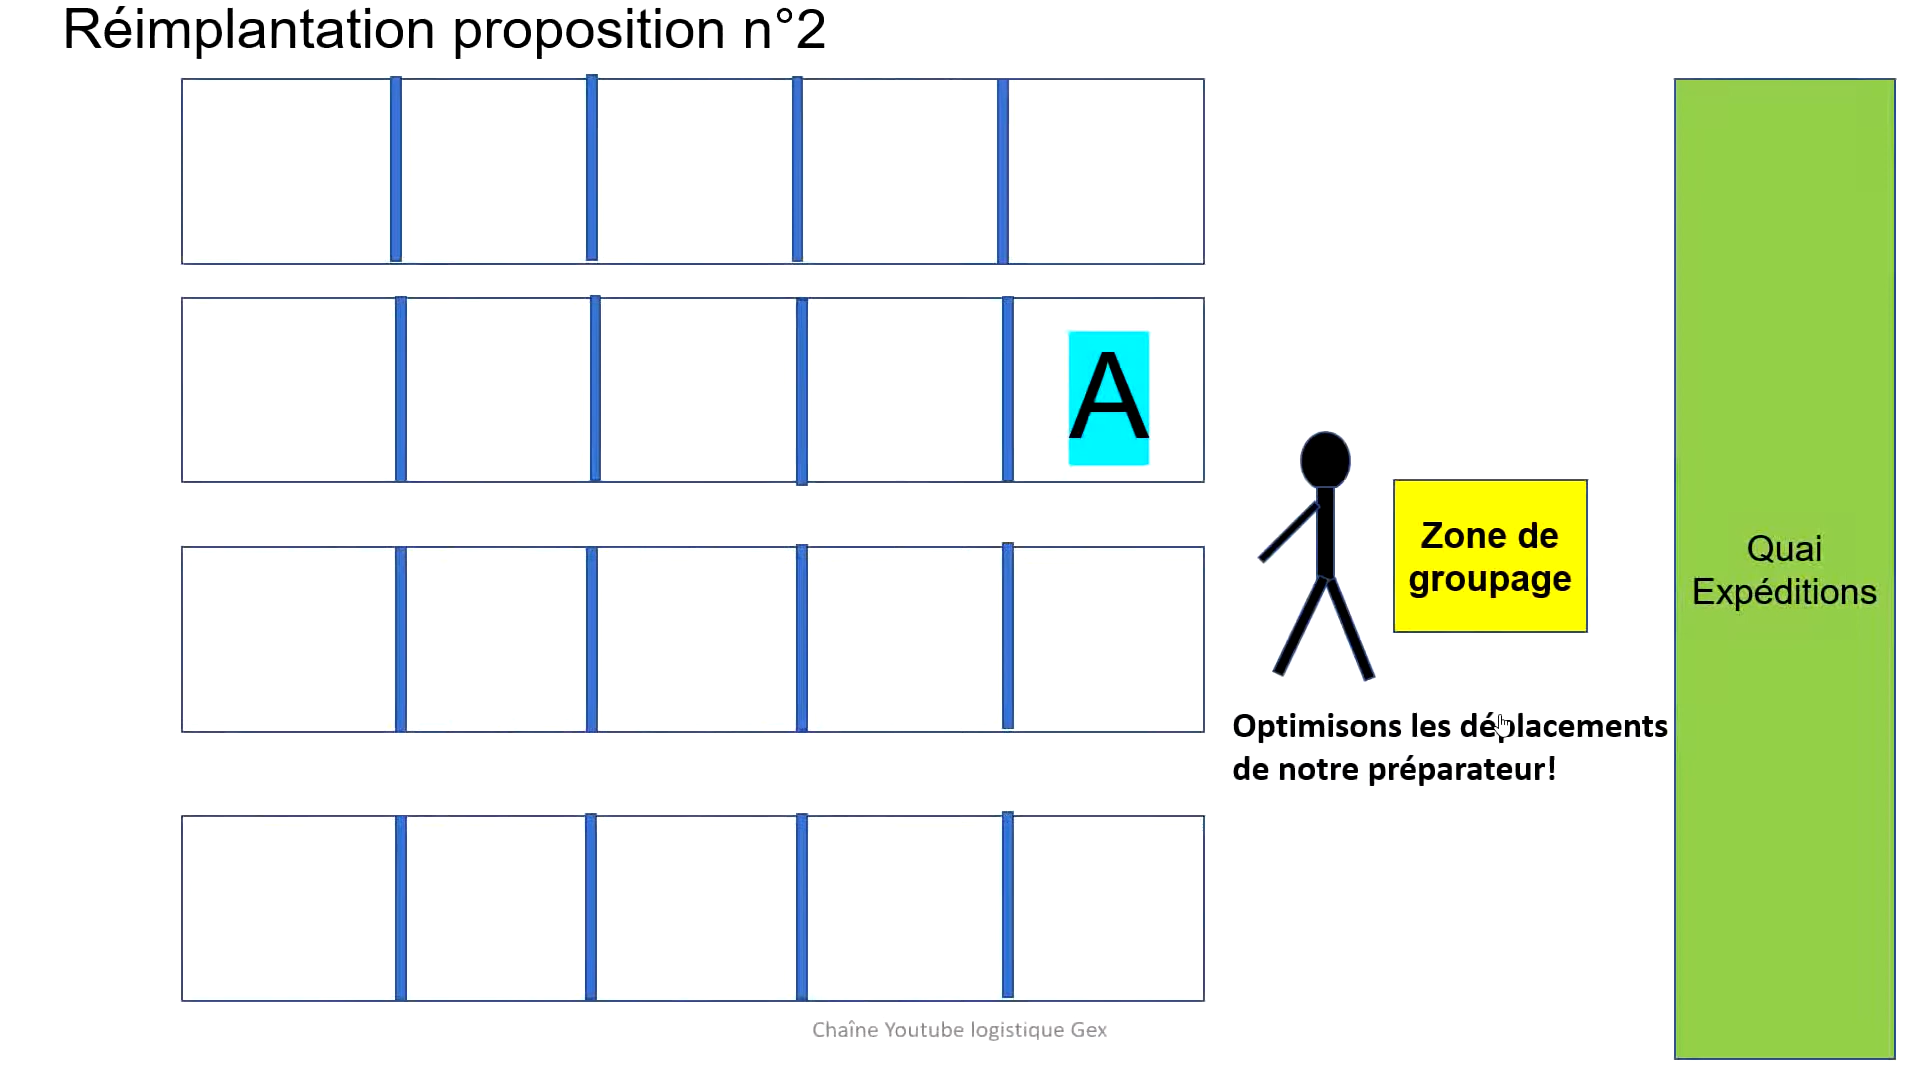 Réimplantation proposition n°2
A
Zone de
groupage
Quai
Expéditions
Optimisons les déplacements
de notre préparateur!
Chaîne Youtube logistique Gex